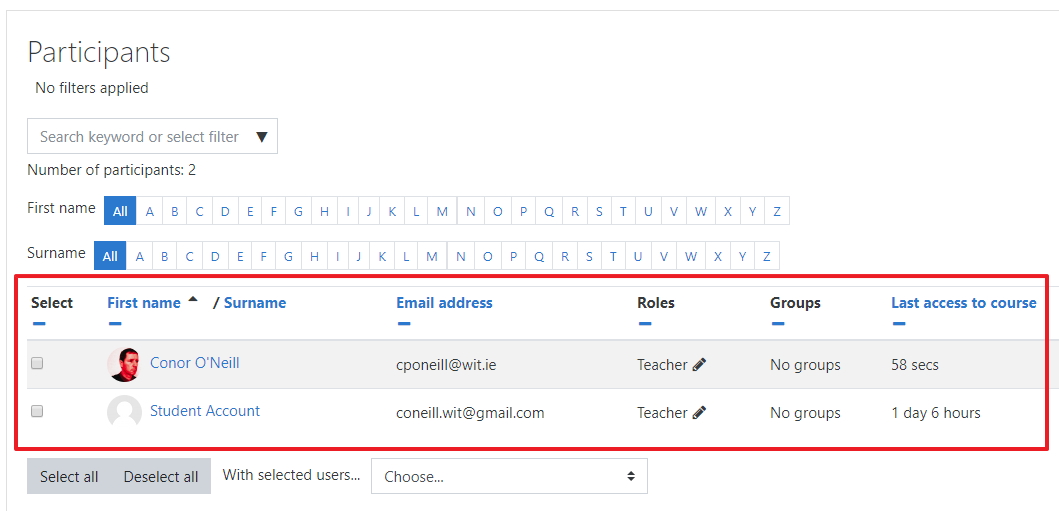 Participants
No filters applied
Search keyword or select filter ▼
Number of participants: 2
First name All A B C D E F G H I J K L M N O P Q R S T U V W X Y Z
Surname All A B C D E F G H I J K L M N O P Q R S T U V W X Y Z
Select First name / Surname Email address Roles Groups Last access to course
Conor O'Neill cponeill@wit.ie Teacher No groups 58 secs
Student Account coneill.wit@gmail.com Teacher No groups 1 day 6 hours
Select all Deselect all With selected users... Choose...